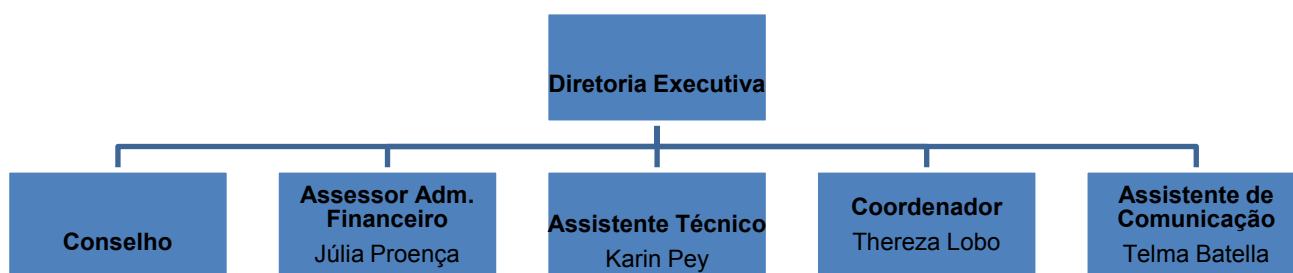 Diretoria Executiva
Conselho
Assessor Adm.
Financeiro
Júlia Proença
Assistente Técnico
Karin Pey
Coordenador
Thereza Lobo
Assistente de
Comunicação
Telma Batella